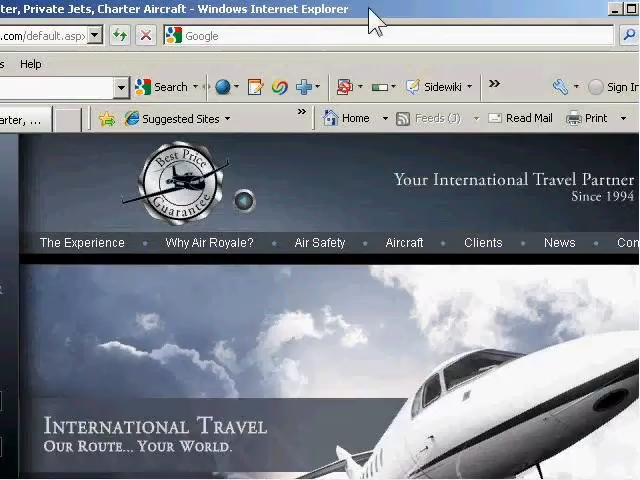 ter, Private Jets, Charter Aircraft - Windows Internet Explorer
.com/default.aspx
Google
s Help
Search
Sidewiki
»
Sign In
arter, ...
Suggested Sites
»
Home
Feeds (J)
Read Mail
Print
Best Price
Guarantee
Your International Travel Partner
Since 1994
The Experience • Why Air Royale? • Air Safety • Aircraft • Clients • News • Con
International Travel
Our Route... Your World.